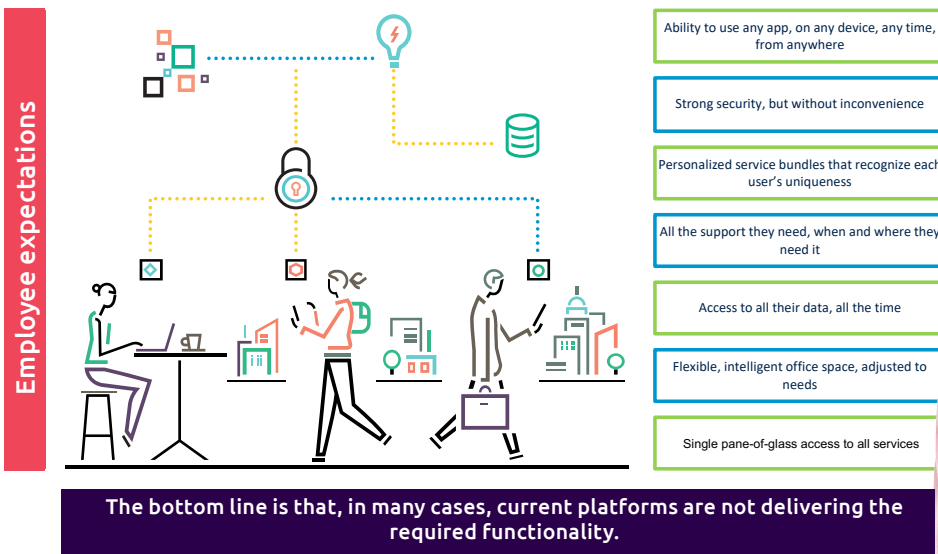 Employee expectations
Ability to use any app, on any device, any time,
from anywhere
Strong security, but without inconvenience
Personalized service bundles that recognize each
user's uniqueness
All the support they need, when and where they
need it
Access to all their data, all the time
Flexible, intelligent office space, adjusted to
needs
Single pane-of-glass access to all services
The bottom line is that, in many cases, current platforms are not delivering the
required functionality.